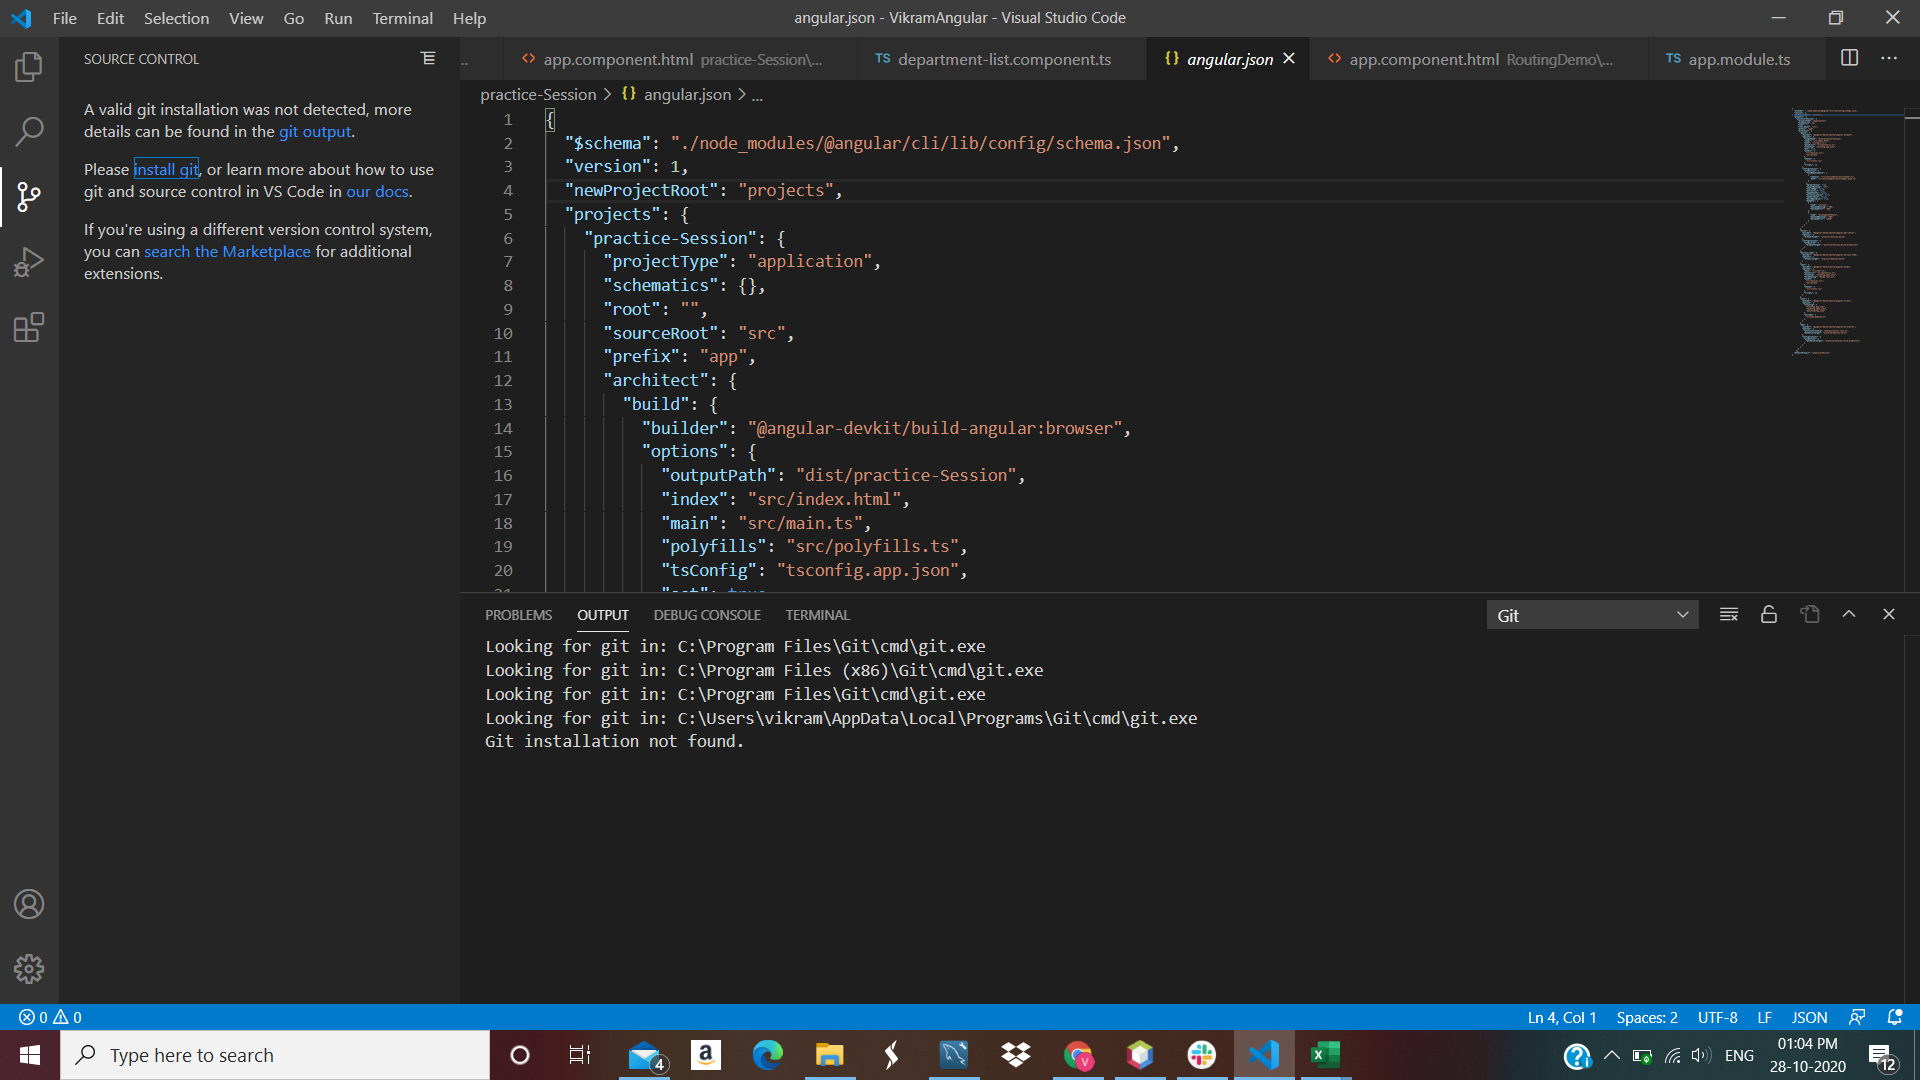 File Edit Selection View Go Run Terminal Help
angular.json - VikramAngular - Visual Studio Code
SOURCE CONTROL
A valid git installation was not detected, more
details can be found in the git output.
Please install git, or learn more about how to use
git and source control in VS Code in our docs.
If you're using a different version control system,
you can search the Marketplace for additional
extensions.
.. <> app.component.html practice-Session\... TS department-list.component.ts {} angular.json <> app.component.html RoutingDemo\... TS app.module.ts
practice-Session > {} angular.json > ...
1 {
2 "$schema": "./node_modules/@angular/cli/lib/config/schema.json",
3 "version": 1,
4 "newProjectRoot": "projects",
5 "projects": {
6 "practice-Session": {
7 "projectType": "application",
8 "schematics": {},
9 "root": "",
10 "sourceRoot": "src",
11 "prefix": "app",
12 "architect": {
13 "build": {
14 "builder": "@angular-devkit/build-angular:browser",
15 "options": {
16 "outputPath": "dist/practice-Session",
17 "index": "src/index.html",
18 "main": "src/main.ts",
19 "polyfills": "src/polyfills.ts",
20 "tsConfig": "tsconfig.app.json",
PROBLEMS OUTPUT DEBUG CONSOLE TERMINAL
Git
Looking for git in: C:\Program Files\Git\cmd\git.exe
Looking for git in: C:\Program Files (x86)\Git\cmd\git.exe
Looking for git in: C:\Program Files\Git\cmd\git.exe
Looking for git in: C:\Users\vikram\AppData\Local\Programs\Git\cmd\git.exe
Git installation not found.
0 0
Ln 4, Col 1 Spaces: 2 UTF-8 LF JSON
Type here to search
4
ENG
01:04 PM
28-10-2020
12